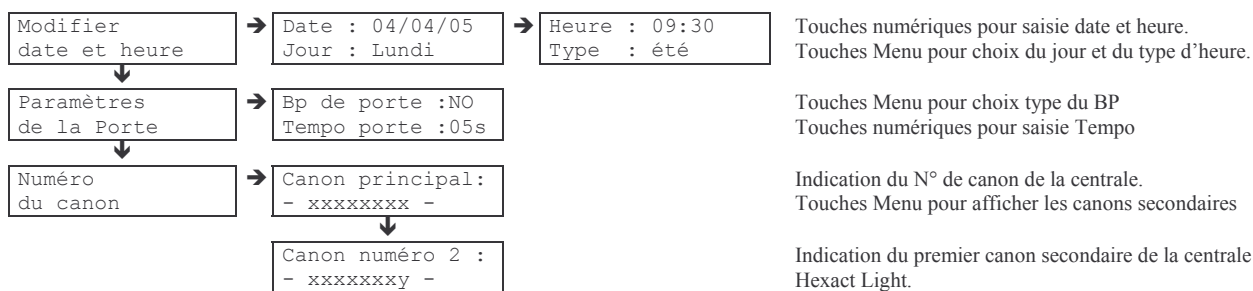 Modifier
date et heure
Date : 04/04/05
Jour : Lundi
Heure : 09:30
Type : été
Touches numériques pour saisie date et heure.
Touches Menu pour choix du jour et du type d’heure.
Paramètres
de la Porte
Bp de porte :NO
Tempo porte :05s
Touches Menu pour choix type du BP
Touches numériques pour saisie Tempo
Numéro
du canon
Canon principal:
- xxxxxxxx -
Indication du N° de canon de la centrale.
Touches Menu pour afficher les canons secondaires
Canon numéro 2 :
- xxxxxxxy -
Indication du premier canon secondaire de la centrale
Hexact Light.